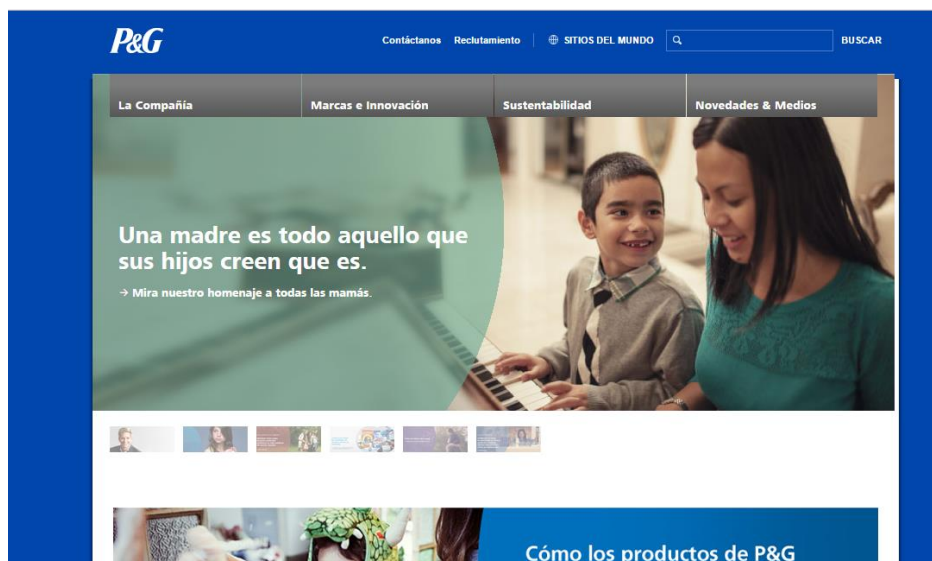 P&G
Contáctanos Reclutamiento SITIOS DEL MUNDO BUSCAR
La Compañía Marcas e Innovación Sustentabilidad Novedades & Medios
Una madre es todo aquello que
sus hijos creen que es.
→ Mira nuestro homenaje a todas las mamás.
Cómo los productos de P&G